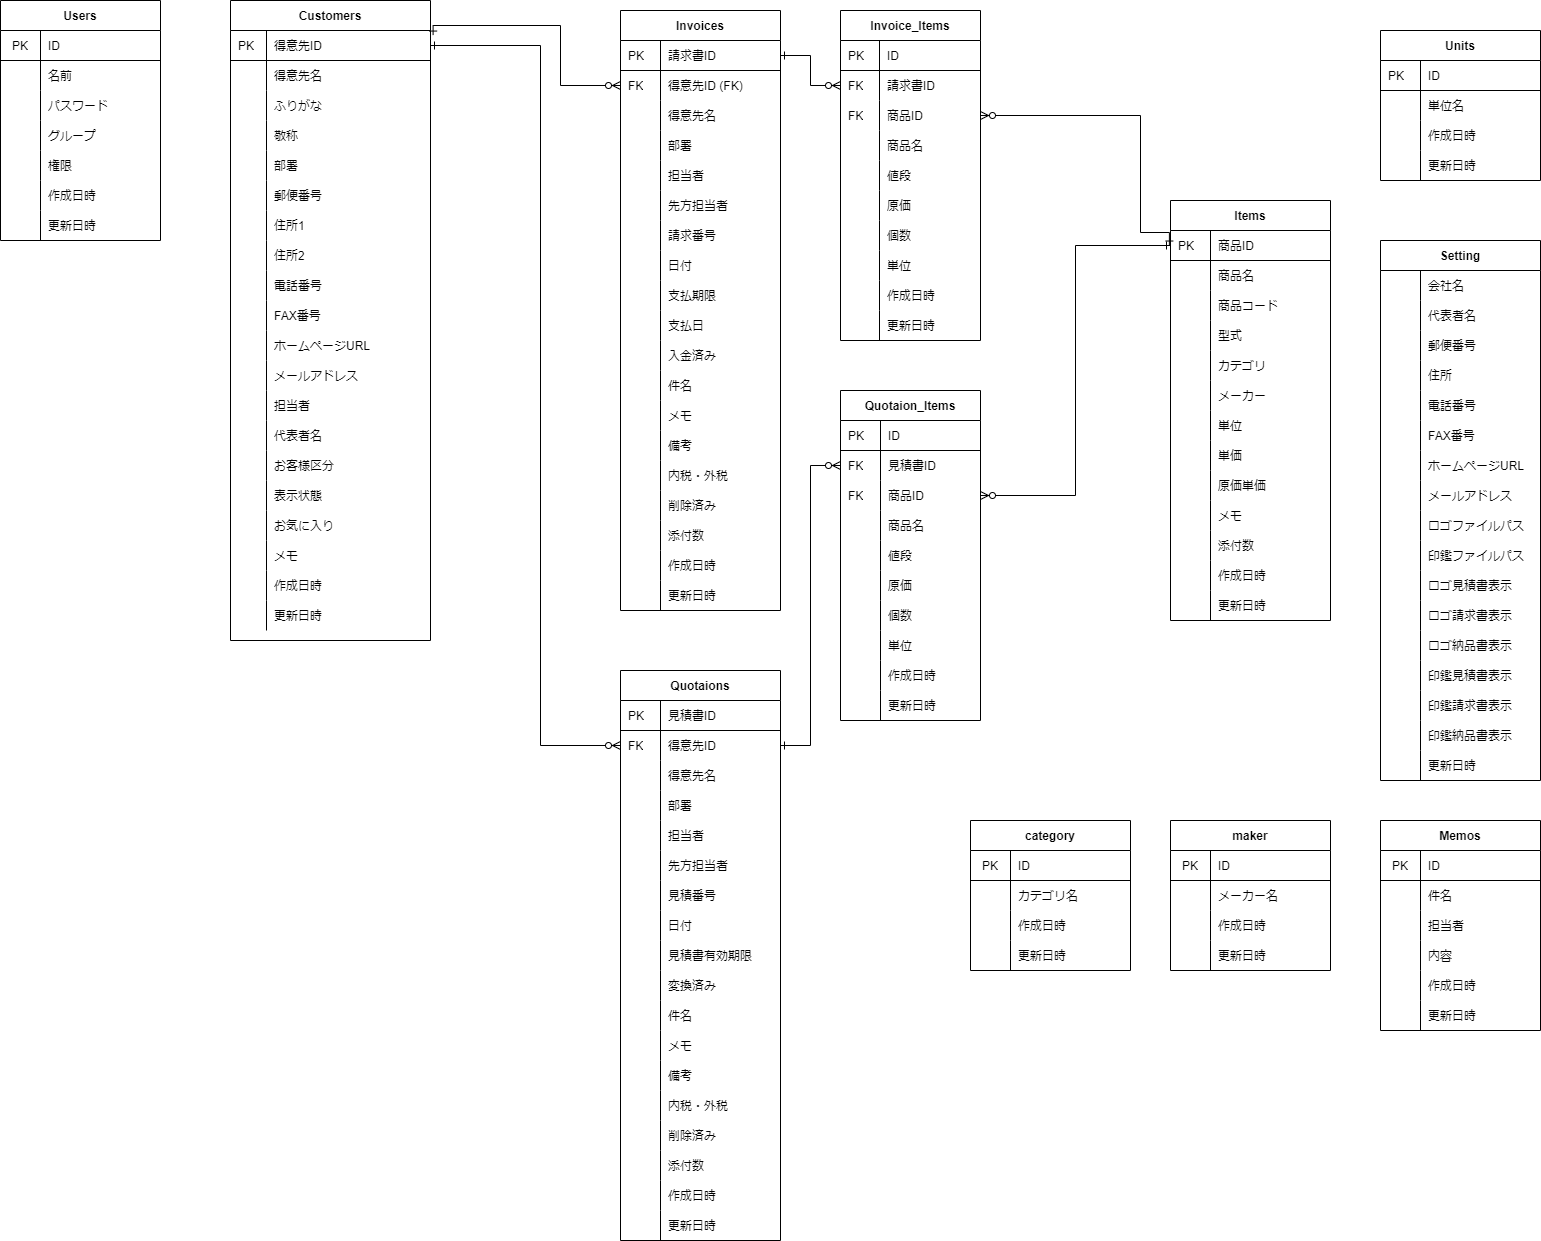 Users
PK ID
名前
パスワード
グループ
権限
作成日時
更新日時
Customers
PK 得意先ID
得意先名
ふりがな
敬称
部署
郵便番号
住所1
住所2
電話番号
FAX番号
ホームページURL
メールアドレス
担当者
代表者名
お客様区分
表示状態
お気に入り
メモ
作成日時
更新日時
Invoices
PK 請求書ID
FK 得意先ID (FK)
得意先名
部署
担当者
先方担当者
請求番号
日付
支払期限
支払日
入金済み
件名
メモ
備考
内税・外税
削除済み
添付数
作成日時
更新日時
Quotaions
PK 見積書ID
FK 得意先ID
得意先名
部署
担当者
先方担当者
見積番号
日付
見積書有効期限
変換済み
件名
メモ
備考
内税・外税
削除済み
添付数
作成日時
更新日時
Invoice_Items
PK ID
FK 請求書ID
FK 商品ID
商品名
値段
原価
個数
単位
作成日時
更新日時
Quotaion_Items
PK ID
FK 見積書ID
FK 商品ID
商品名
値段
原価
個数
単位
作成日時
更新日時
Items
PK 商品ID
商品名
商品コード
型式
カテゴリ
メーカー
単位
単価
原価単価
メモ
添付数
作成日時
更新日時
Units
PK ID
単位名
作成日時
更新日時
Setting
会社名
代表者名
郵便番号
住所
電話番号
FAX番号
ホームページURL
メールアドレス
ロゴファイルパス
印鑑ファイルパス
ロゴ見積書表示
ロゴ請求書表示
ロゴ納品書表示
印鑑見積書表示
印鑑請求書表示
印鑑納品書表示
更新日時
category
PK ID
カテゴリ名
作成日時
更新日時
maker
PK ID
メーカー名
作成日時
更新日時
Memos
PK ID
件名
担当者
内容
作成日時
更新日時